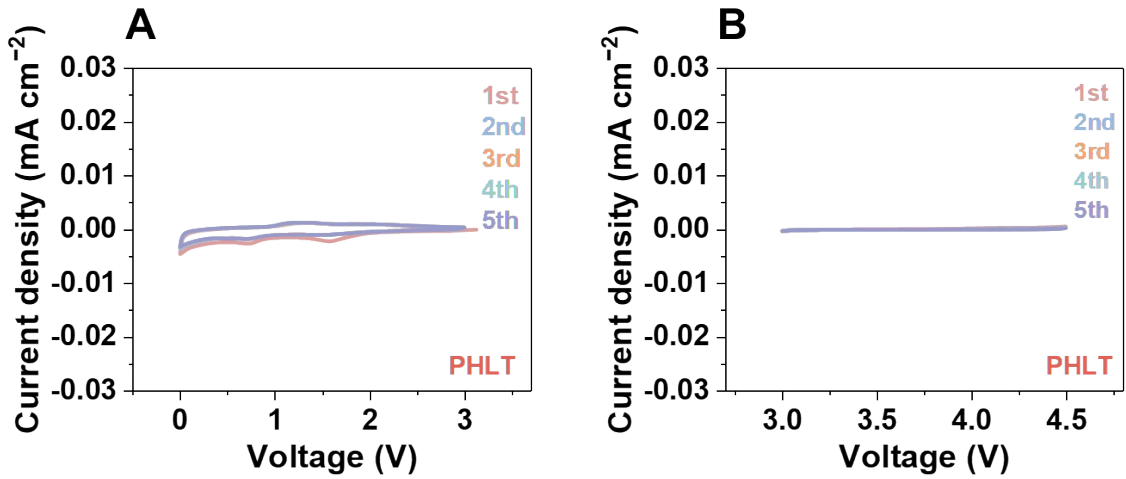 A
Current density (mA cm⁻²)
0.03
0.02
0.01
0.00
-0.01
-0.02
-0.03
1st
2nd
3rd
4th
5th
PHLT
0 1 2 3
Voltage (V)
B
Current density (mA cm⁻²)
0.03
0.02
0.01
0.00
-0.01
-0.02
-0.03
1st
2nd
3rd
4th
5th
PHLT
3.0 3.5 4.0 4.5
Voltage (V)